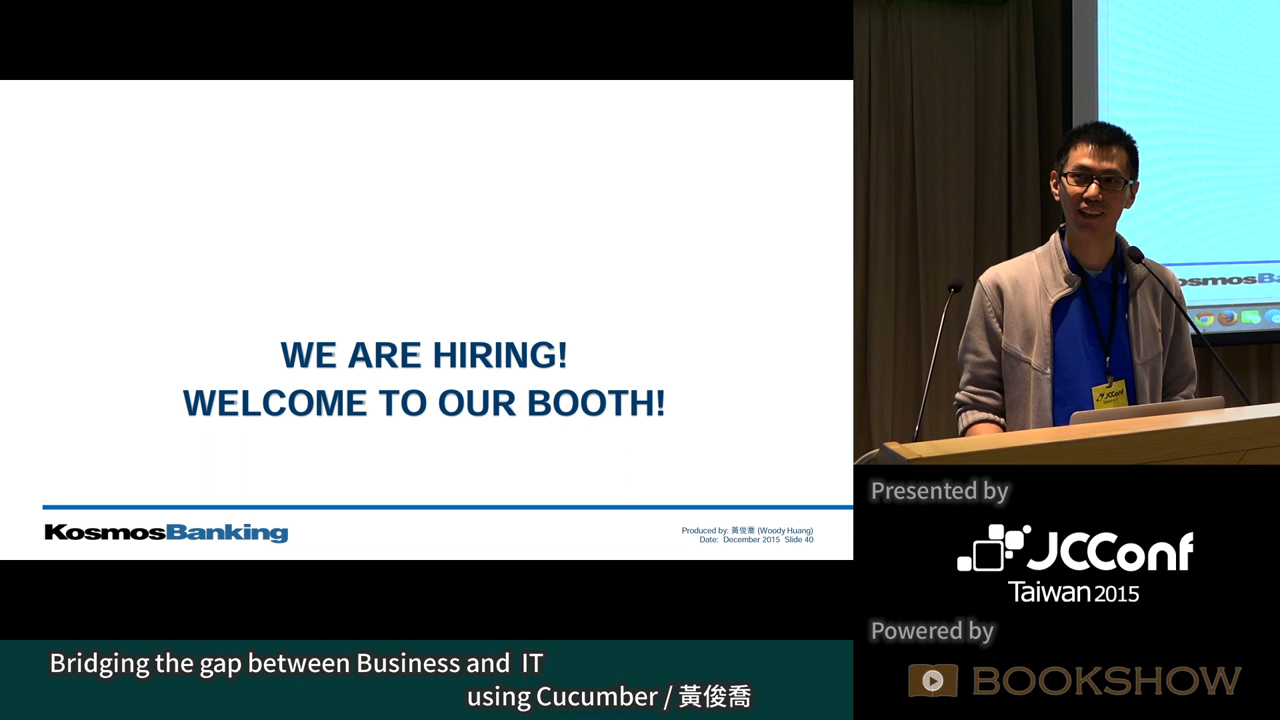 WE ARE HIRING!
WELCOME TO OUR BOOTH!
KosmosBanking
Produced by: 黃俊喬 (Woody Huang)
Date: December 2015 Slide 40
Bridging the gap between Business and IT
using Cucumber / 黃俊喬
osmosBa
JCConf
Presented by
JCConf
Taiwan 2015
Powered by
BOOKSHOW